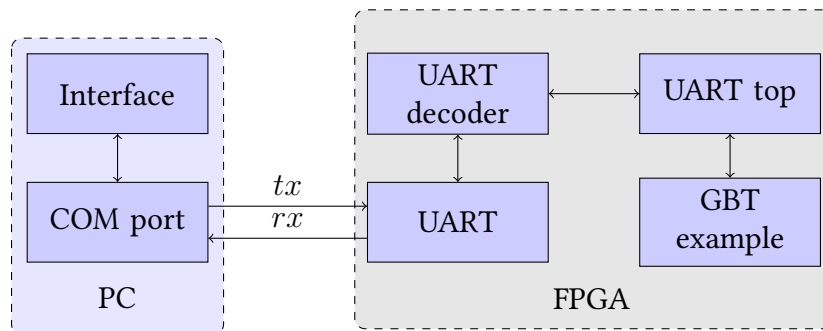 Interface
COM port
PC
tx
rx
UART
decoder
UART top
UART
GBT
example
FPGA